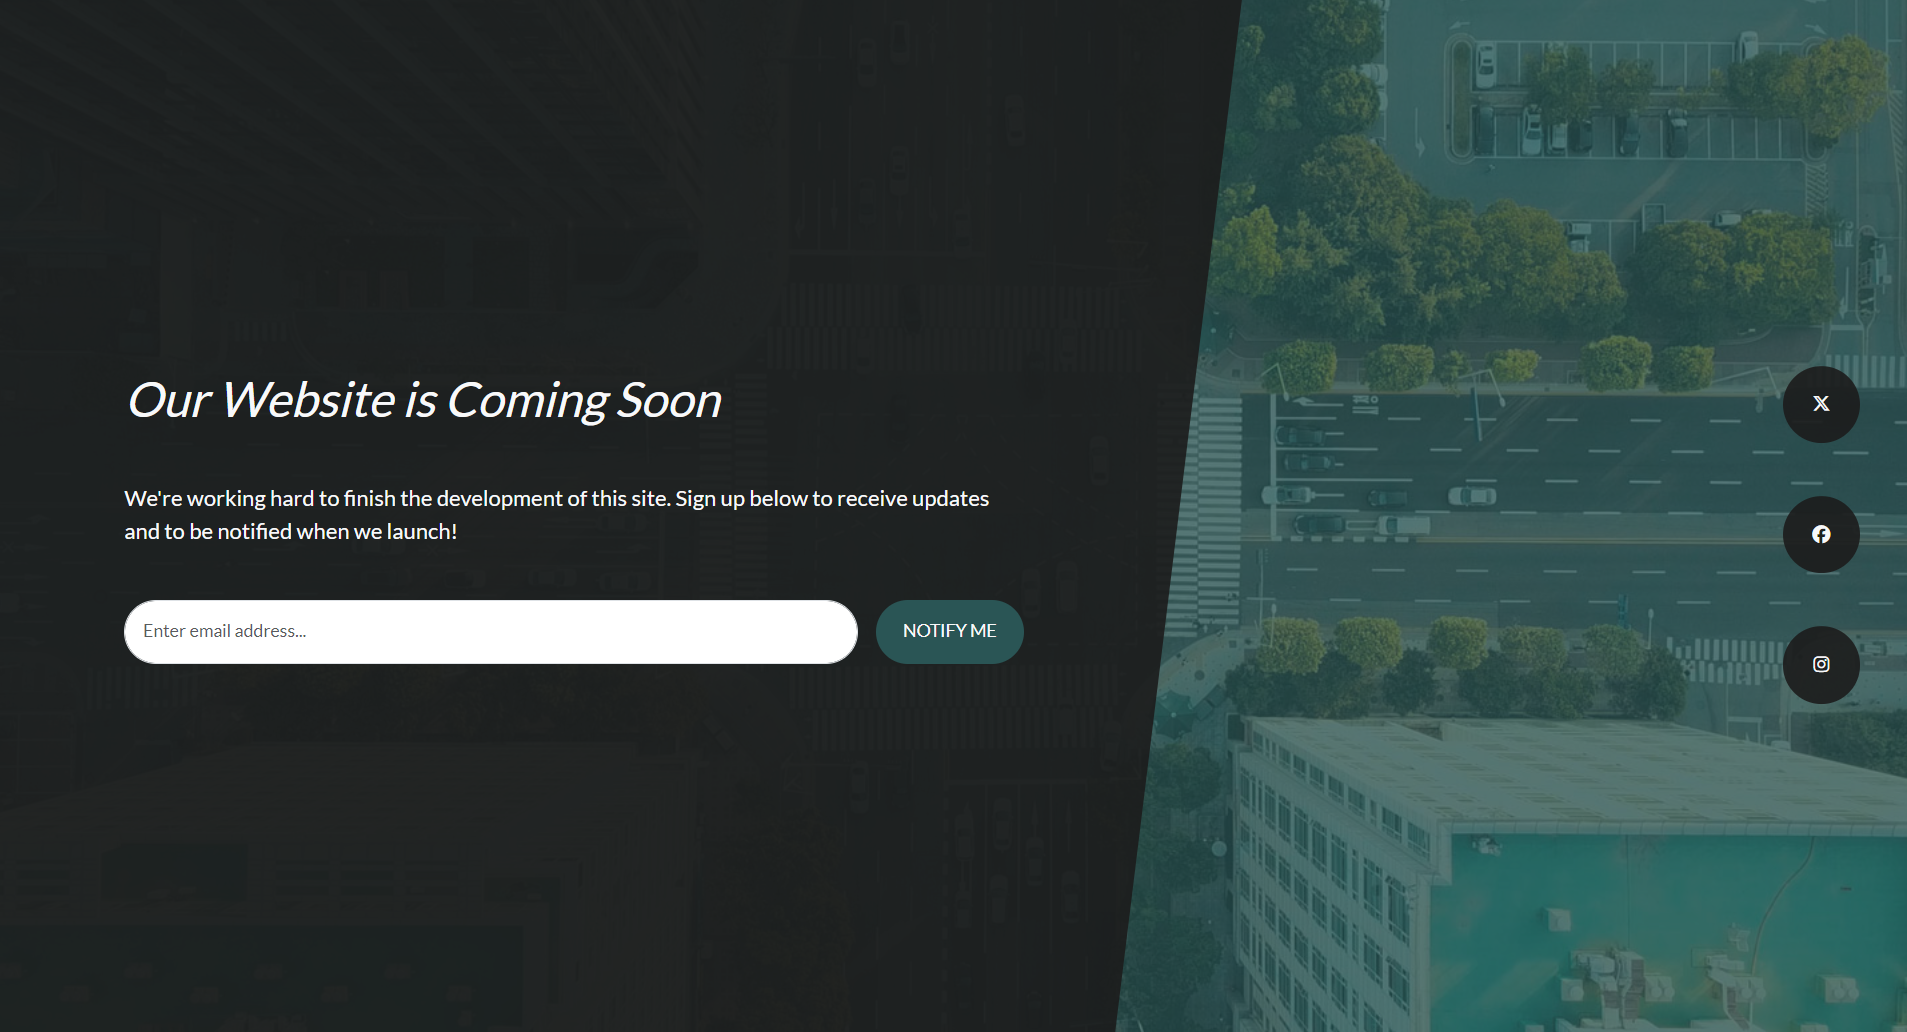 Our Website is Coming Soon
We're working hard to finish the development of this site. Sign up below to receive updates
and to be notified when we launch!
Enter email address...
NOTIFY ME